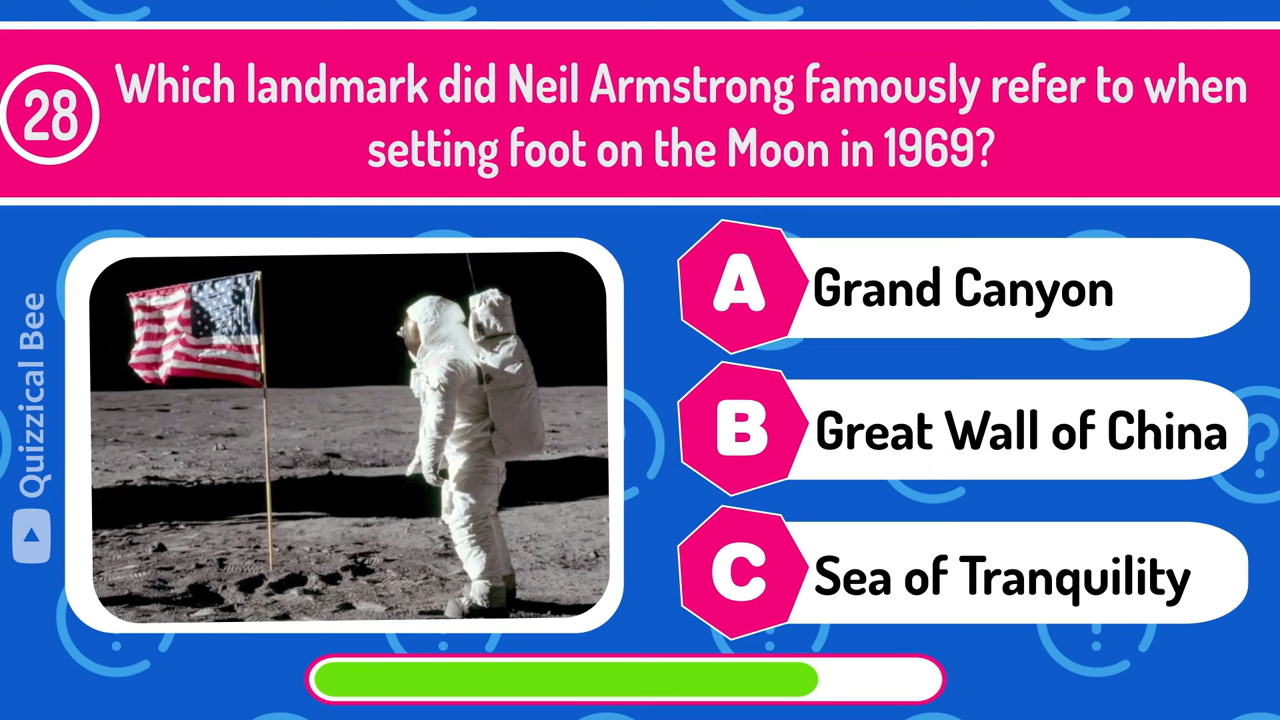 28
Which landmark did Neil Armstrong famously refer to when
setting foot on the Moon in 1969?
A Grand Canyon
B Great Wall of China
C Sea of Tranquility
Quizzical Bee